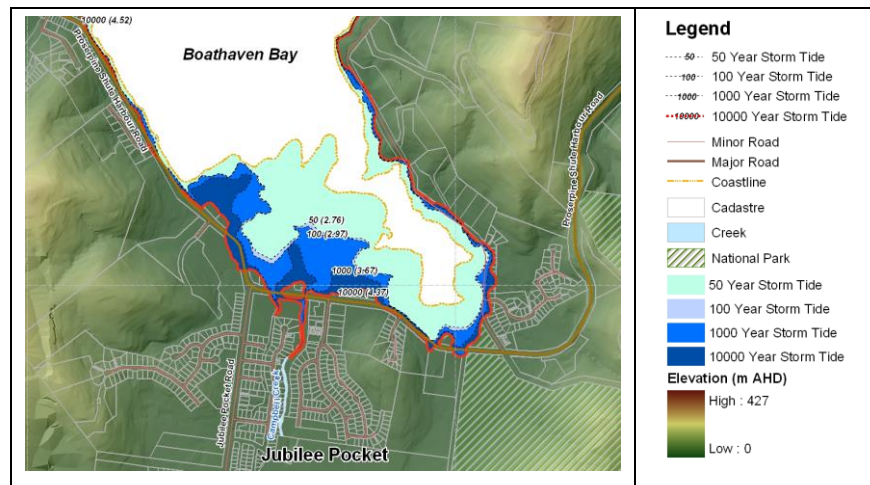 10000 (4.52)
Boathaven Bay
Proserpine Shute Harbour Road
Proserpine Shute Harbour Road
50 (2.76)
100 (2.97)
1000 (3.67)
10000 (4.37)
Jubilee Pocket Road
Campbell Creek
Jubilee Pocket
Legend
50 50 Year Storm Tide
100 100 Year Storm Tide
1000 1000 Year Storm Tide
10000 10000 Year Storm Tide
Minor Road
Major Road
Coastline
Cadastre
Creek
National Park
50 Year Storm Tide
100 Year Storm Tide
1000 Year Storm Tide
10000 Year Storm Tide
Elevation (m AHD)
High : 427
Low : 0